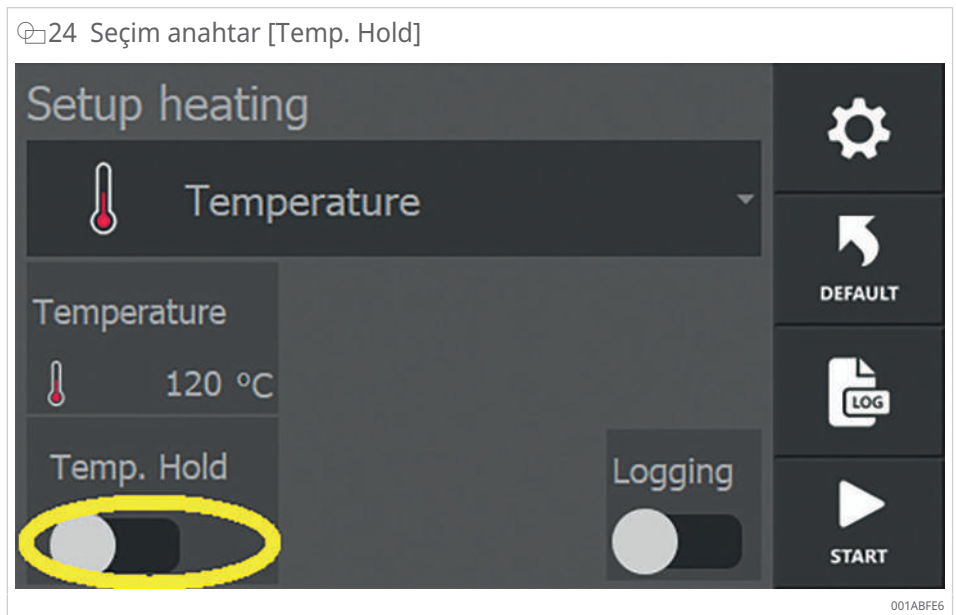 24 Seçim anahtar [Temp. Hold]
Setup heating
Temperature
Temperature
120 °C
Temp. Hold
Logging
DEFAULT
LOG
START
001ABFE6